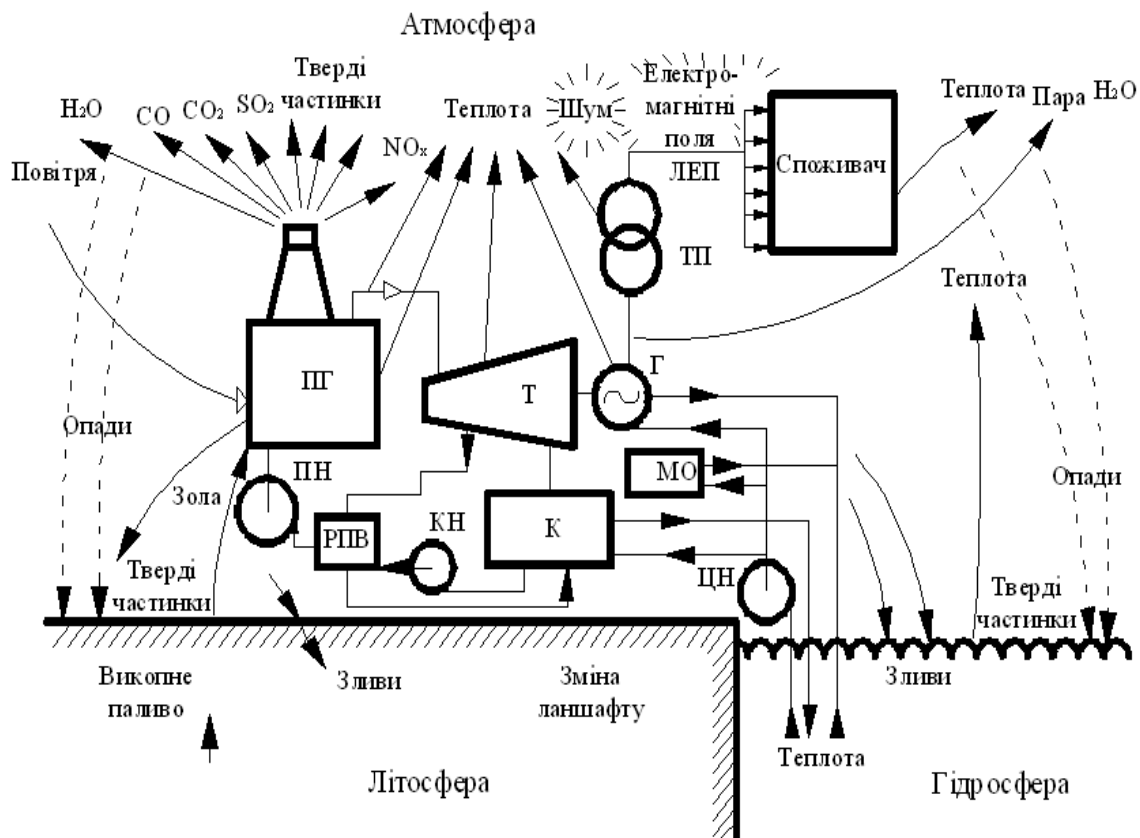 Атмосфера
Тверді
частинки
H₂O
CO
CO₂
SO₂
NOₓ
Повітря
Теплота
Шум
Електро-
магнітні
поля
ЛЕП
Споживач
Теплота
Пара
H₂O
ТП
Теплота
ПГ
Т
Г
Опади
Зола
ПН
РПВ
КН
К
МО
ЦН
Опади
Тверді
частинки
Тверді
частинки
Викопне
паливо
Зливи
Зміна
ланшафту
Зливи
Теплота
Літосфера
Гідросфера